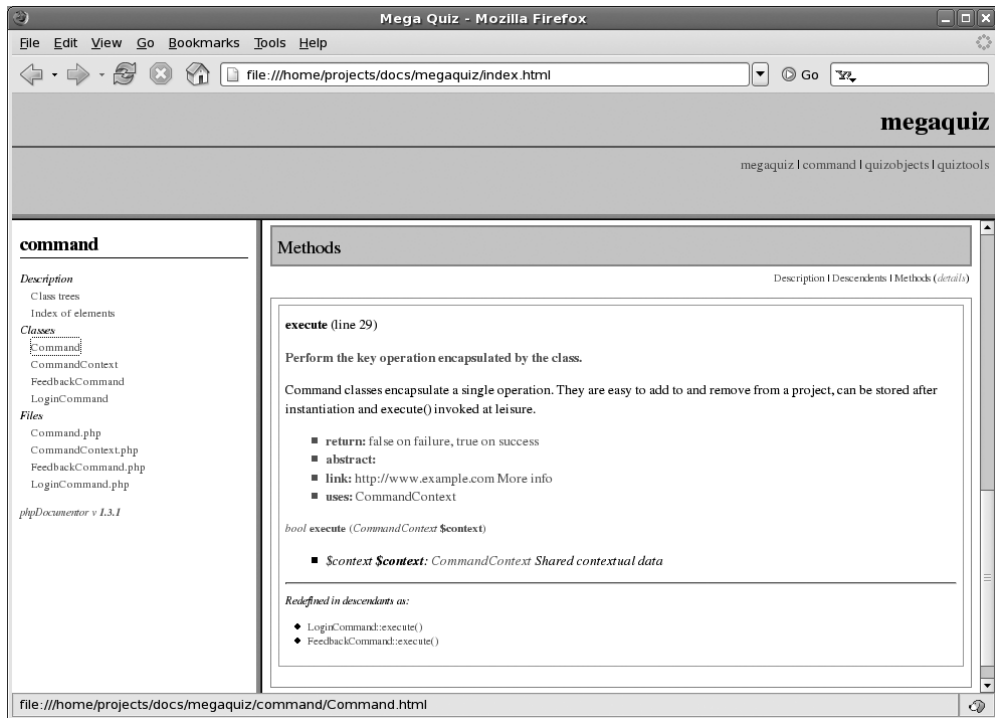 Mega Quiz - Mozilla Firefox
File Edit View Go Bookmarks Tools Help
file:///home/projects/docs/megaquiz/index.html
Go
megaquiz
megaquiz | command | quizobjects | quiztools
command
Description
Class trees
Index of elements
Classes
Command
CommandContext
FeedbackCommand
LoginCommand
Files
Command.php
CommandContext.php
FeedbackCommand.php
LoginCommand.php
phpDocumentor v 1.3.1
Methods
Description | Descendents | Methods (details)
execute (line 29)
Perform the key operation encapsulated by the class.
Command classes encapsulate a single operation. They are easy to add to and remove from a project, can be stored after
instantiation and execute() invoked at leisure.
return: false on failure, true on success
abstract:
link: http://www.example.com More info
uses: CommandContext
bool execute (CommandContext $context)
$context $context: CommandContext Shared contextual data
Redefined in descendants as:
LoginCommand::execute()
FeedbackCommand::execute()
file:///home/projects/docs/megaquiz/command/Command.html